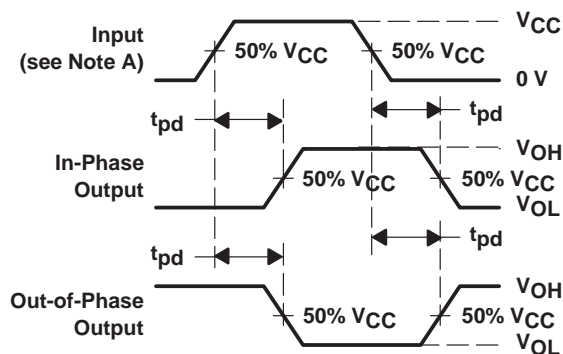 VCC
Input
(see Note A)
50% VCC
50% VCC
0 V
tpd
tpd
VOH
In-Phase
Output
50% VCC
50% VCC
VOL
tpd
tpd
VOH
Out-of-Phase
Output
50% VCC
50% VCC
VOL